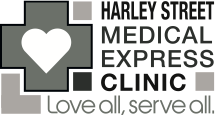 HARLEY STREET
MEDICAL
EXPRESS
CLINIC
Love all, serve all.